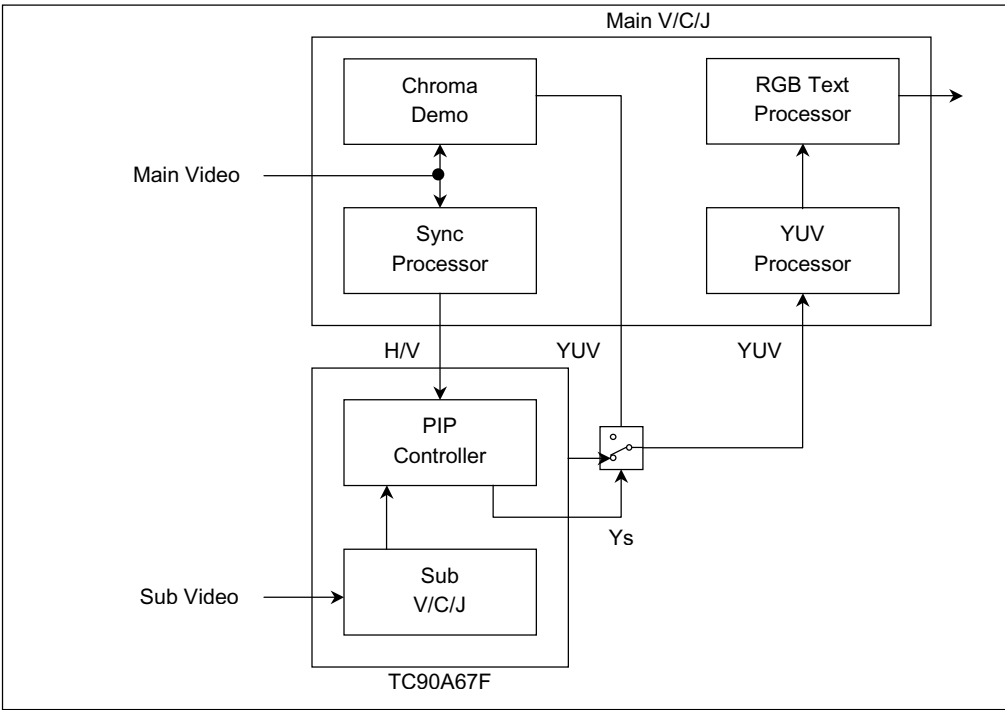 Main V/C/J
Chroma
Demo
RGB Text
Processor
Main Video
Sync
Processor
YUV
Processor
H/V
YUV
YUV
PIP
Controller
Ys
Sub Video
Sub
V/C/J
TC90A67F